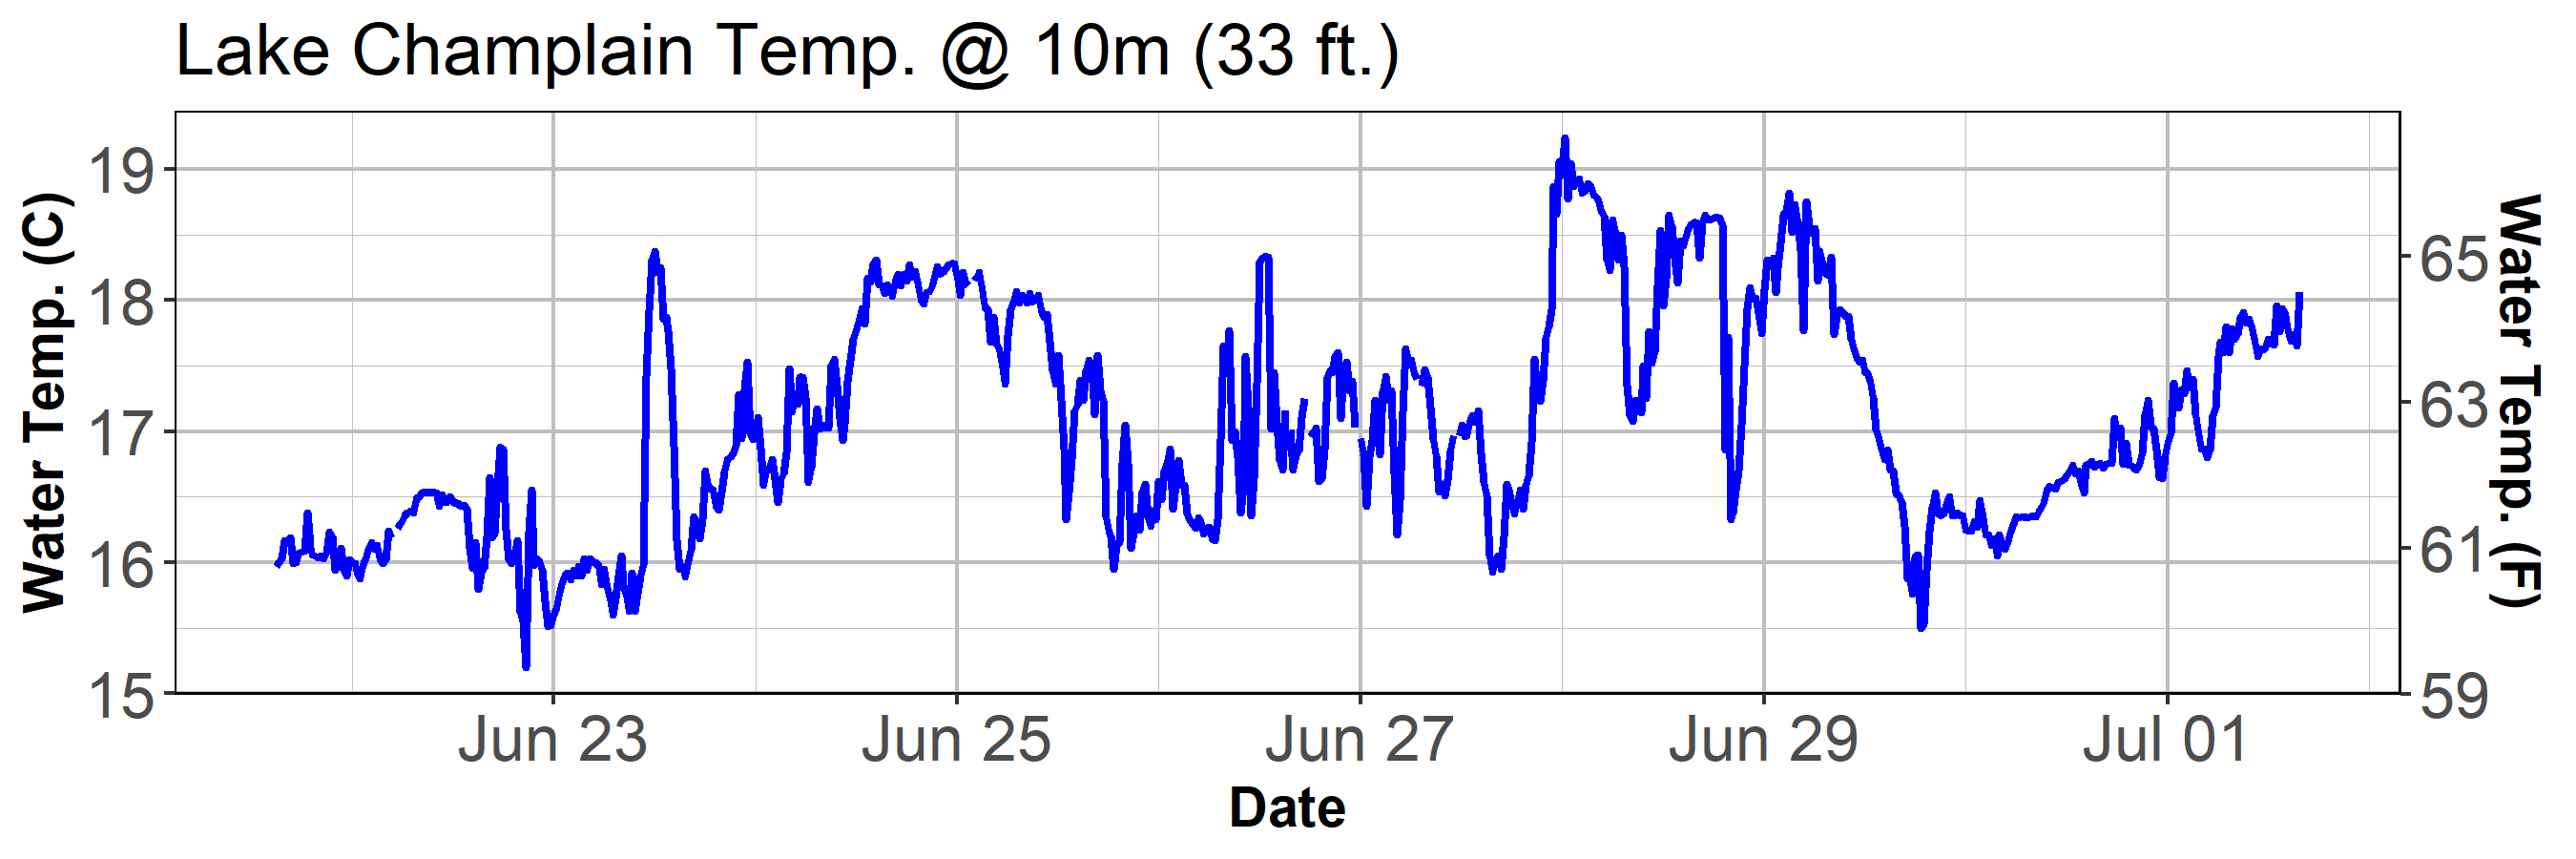 Lake Champlain Temp. @ 10m (33 ft.)
Water Temp. (C)
19
18
17
16
15
65
63
61
59
Water Temp. (F)
Jun 23 Jun 25 Jun 27 Jun 29 Jul 01
Date